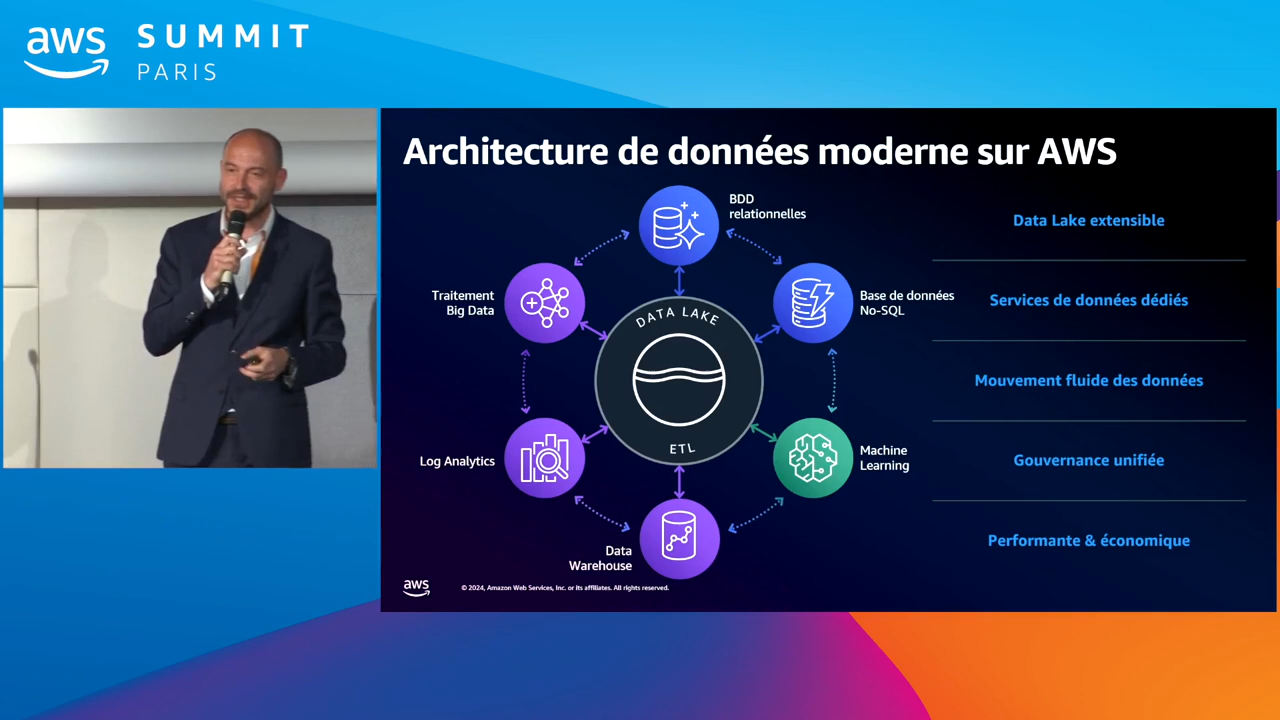 aws
SUMMIT
PARIS
Architecture de données moderne sur AWS
BDD
relationnelles
Base de données
No-SQL
Machine
Learning
Data
Warehouse
Log Analytics
Traitement
Big Data
DATA LAKE
ETL
Data Lake extensible
Services de données dédiés
Mouvement fluide des données
Gouvernance unifiée
Performante & économique
aws
© 2024, Amazon Web Services, Inc. or its affiliates. All rights reserved.